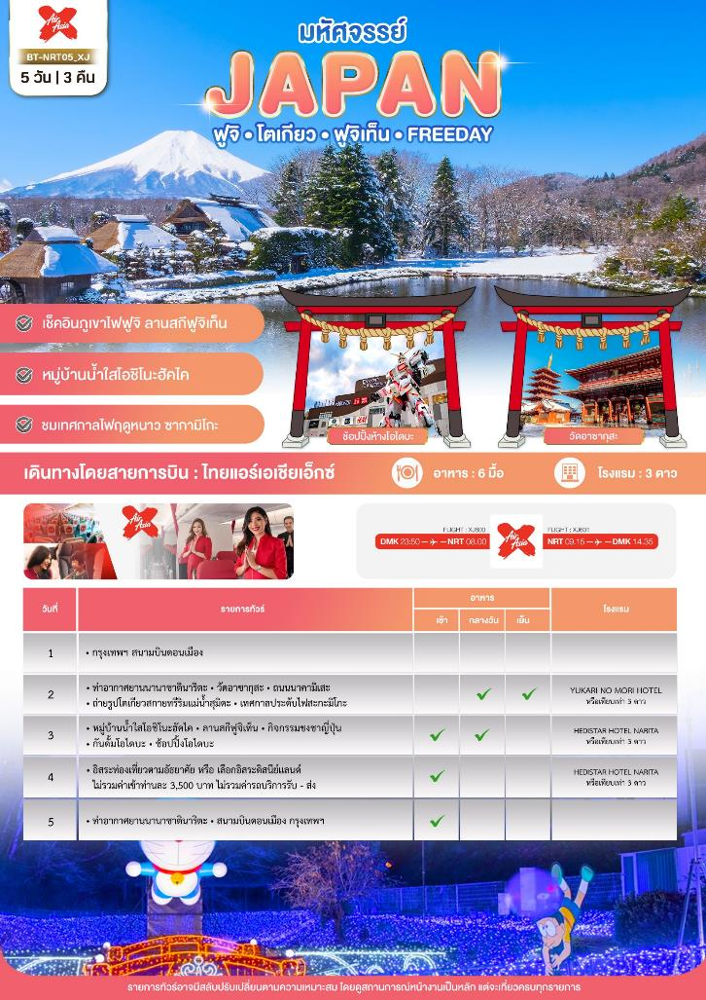 Air Asia
BT-NRT05_XJ
5 วัน | 3 คืน
มหัศจรรย์
JAPAN
ฟูจิ • โตเกียว • ฟูจิเท็น • FREEDAY
เช็คอินภูเขาไฟฟูจิ ลานสกีฟูจิเท็น
หมู่บ้านน้ำใสโอชิโนะฮัคไค
ชมเทศกาลไฟฤดูหนาว ซากามิโกะ
ช้อปปิ้งห้างโอไดบะ
วัดอาซากุสะ
เดินทางโดยสายการบิน : ไทยแอร์เอเชียเอ็กซ์
อาหาร : 6 มื้อ
โรงแรม : 3 ดาว
Air Asia
FLIGHT : XJ600
DMK 23:50 NRT 08.00
Air Asia
FLIGHT : XJ601
NRT 09.15 DMK 14.35
วันที่ รายการทัวร์ อาหาร โรงแรม
เช้า กลางวัน เย็น
1 • กรุงเทพฯ สนามบินดอนเมือง
2 • ท่าอากาศยานนานาชาตินาริตะ • วัดอาซากุสะ • ถนนนาคามิเสะ
• ถ่ายรูปโตเกียวสกายทรีริมแม่น้ำสุมิดะ • เทศกาลประดับไฟสะกะมิโกะ
YUKARI NO MORI HOTEL
หรือเทียบเท่า 3 ดาว
3 • หมู่บ้านน้ำใสโอชิโนะฮัคไค • ลานสกีฟูจิเท็น • กิจกรรมชงชาญี่ปุ่น
• กันดั้มโอไดบะ • ช้อปปิ้งโอไดบะ
HEDISTAR HOTEL NARITA
หรือเทียบเท่า 3 ดาว
4 • อิสระท่องเที่ยวตามอัธยาศัย หรือ เลือกอิสระดิสนีย์แลนด์
ไม่รวมค่าเข้าท่านละ 3,500 บาท ไม่รวมค่ารถบริการรับ - ส่ง
HEDISTAR HOTEL NARITA
หรือเทียบเท่า 3 ดาว
5 • ท่าอากาศยานนานาชาตินาริตะ • สนามบินดอนเมือง กรุงเทพฯ
รายการทัวร์อาจมีสลับปรับเปลี่ยนตามความเหมาะสม โดยดูสถานการณ์หน้างานเป็นหลัก แต่จะเที่ยวครบทุกรายการ